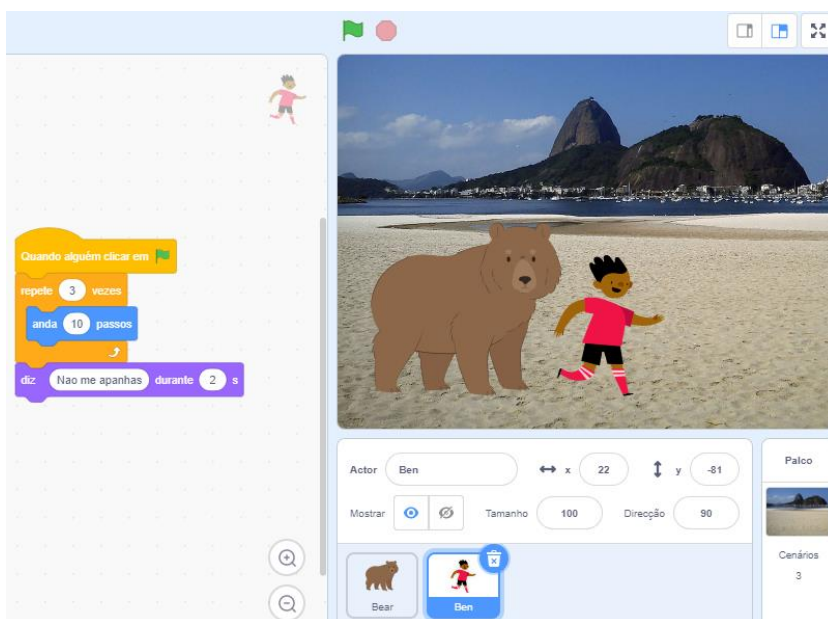 Quando alguém clicar em
repete 3 vezes
anda 10 passos
diz Nao me apanhas durante 2 s
Actor Ben x 22 y -81
Mostrar Tamanho 100 Direcção 90
Bear
Ben
Palco
Cenários
3